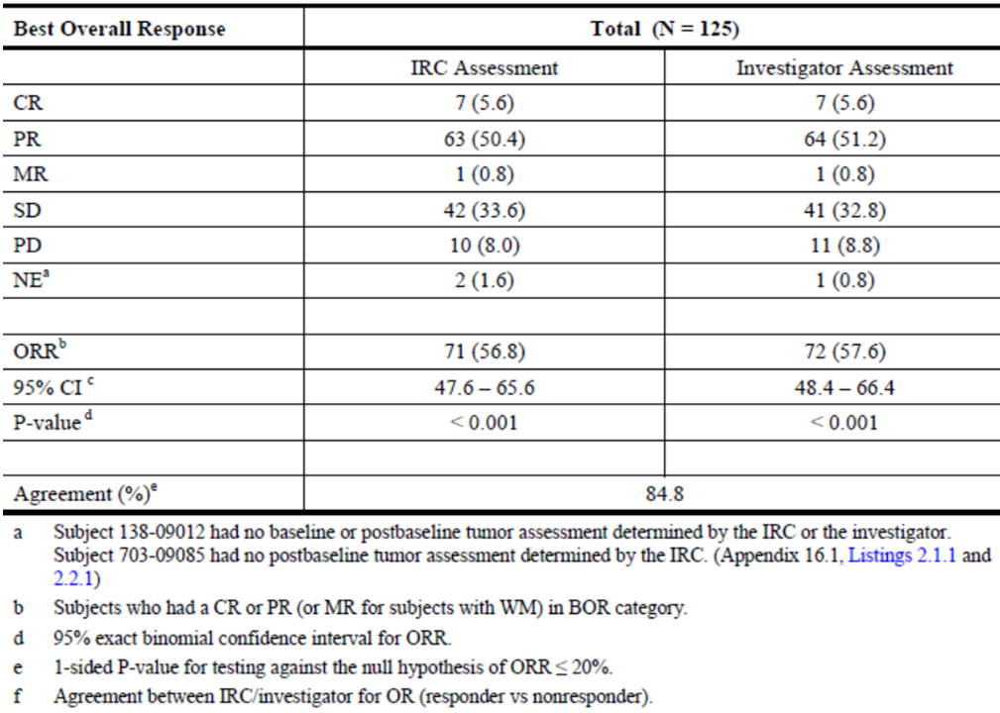 Best Overall Response Total (N = 125)
IRC Assessment Investigator Assessment
CR 7 (5.6) 7 (5.6)
PR 63 (50.4) 64 (51.2)
MR 1 (0.8) 1 (0.8)
SD 42 (33.6) 41 (32.8)
PD 10 (8.0) 11 (8.8)
NEa 2 (1.6) 1 (0.8)
ORRb 71 (56.8) 72 (57.6)
95% CI c 47.6 – 65.6 48.4 – 66.4
P-value d < 0.001 < 0.001
Agreement (%)e 84.8
a Subject 138-09012 had no baseline or postbaseline tumor assessment determined by the IRC or the investigator.
Subject 703-09085 had no postbaseline tumor assessment determined by the IRC. (Appendix 16.1, Listings 2.1.1 and
2.2.1)
b Subjects who had a CR or PR (or MR for subjects with WM) in BOR category.
d 95% exact binomial confidence interval for ORR.
e 1-sided P-value for testing against the null hypothesis of ORR ≤ 20%.
f Agreement between IRC/investigator for OR (responder vs nonresponder).